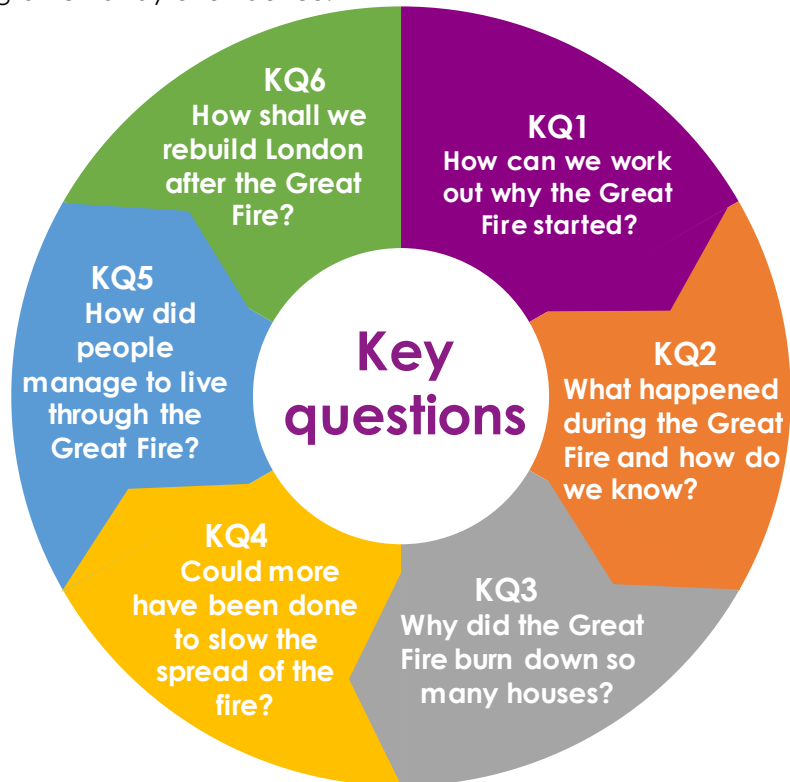 Key
questions
KQ1
How can we work
out why the Great
Fire started?
KQ2
What happened
during the Great
Fire and how do
we know?
KQ3
Why did the Great
Fire burn down so
many houses?
KQ4
Could more
have been done
to slow the
spread of the
fire?
KQ5
How did
people
manage to live
through the
Great Fire?
KQ6
How shall we
rebuild London
after the Great
Fire?